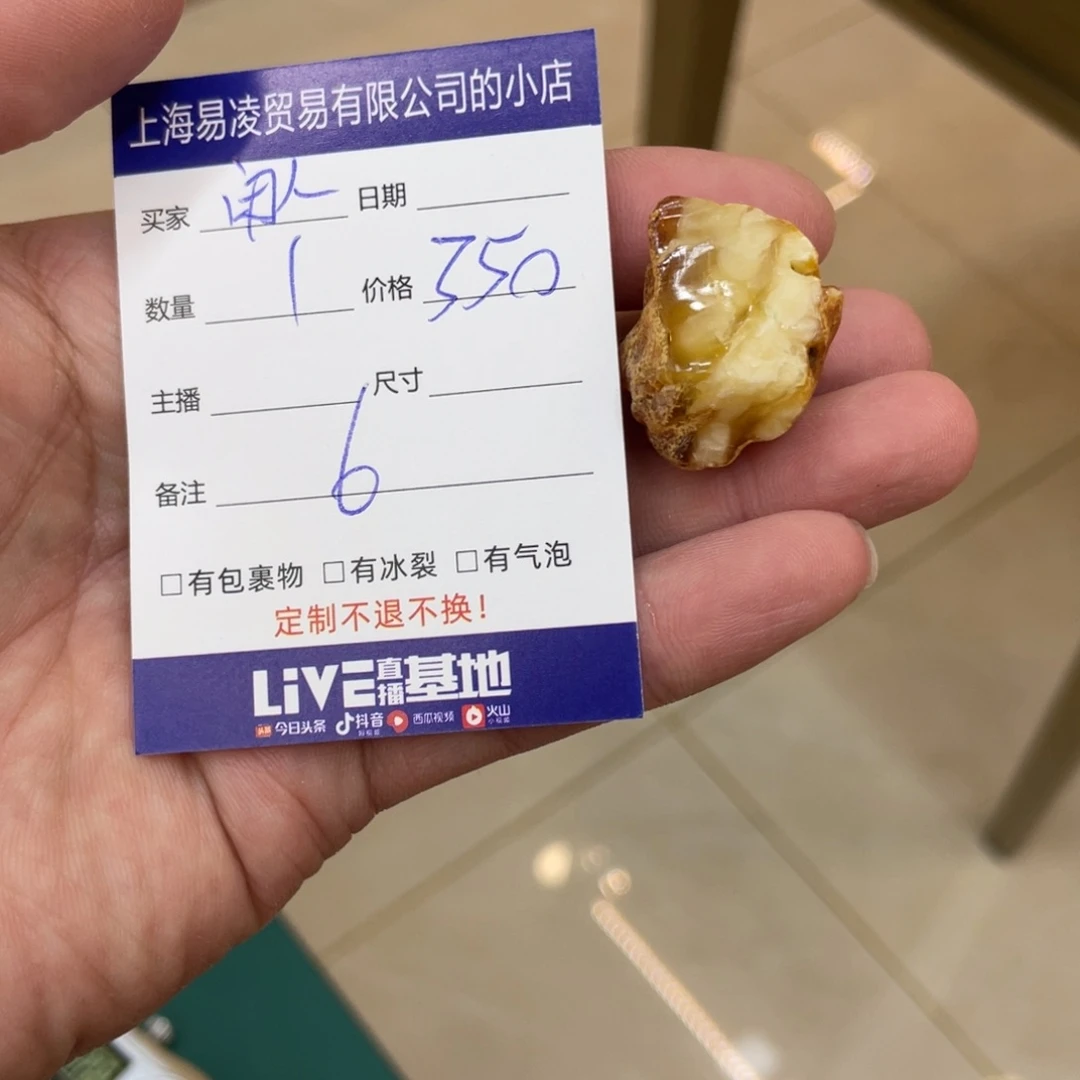 上海易凌贸易有限公司的小店
买家 日期
数量 1 价格 350
主播 尺寸
备注 6
□有包裹物 □有冰裂 □有气泡
定制不退不换!
LiVE直播基地
头条 今日头条 抖音 西瓜视频 火山